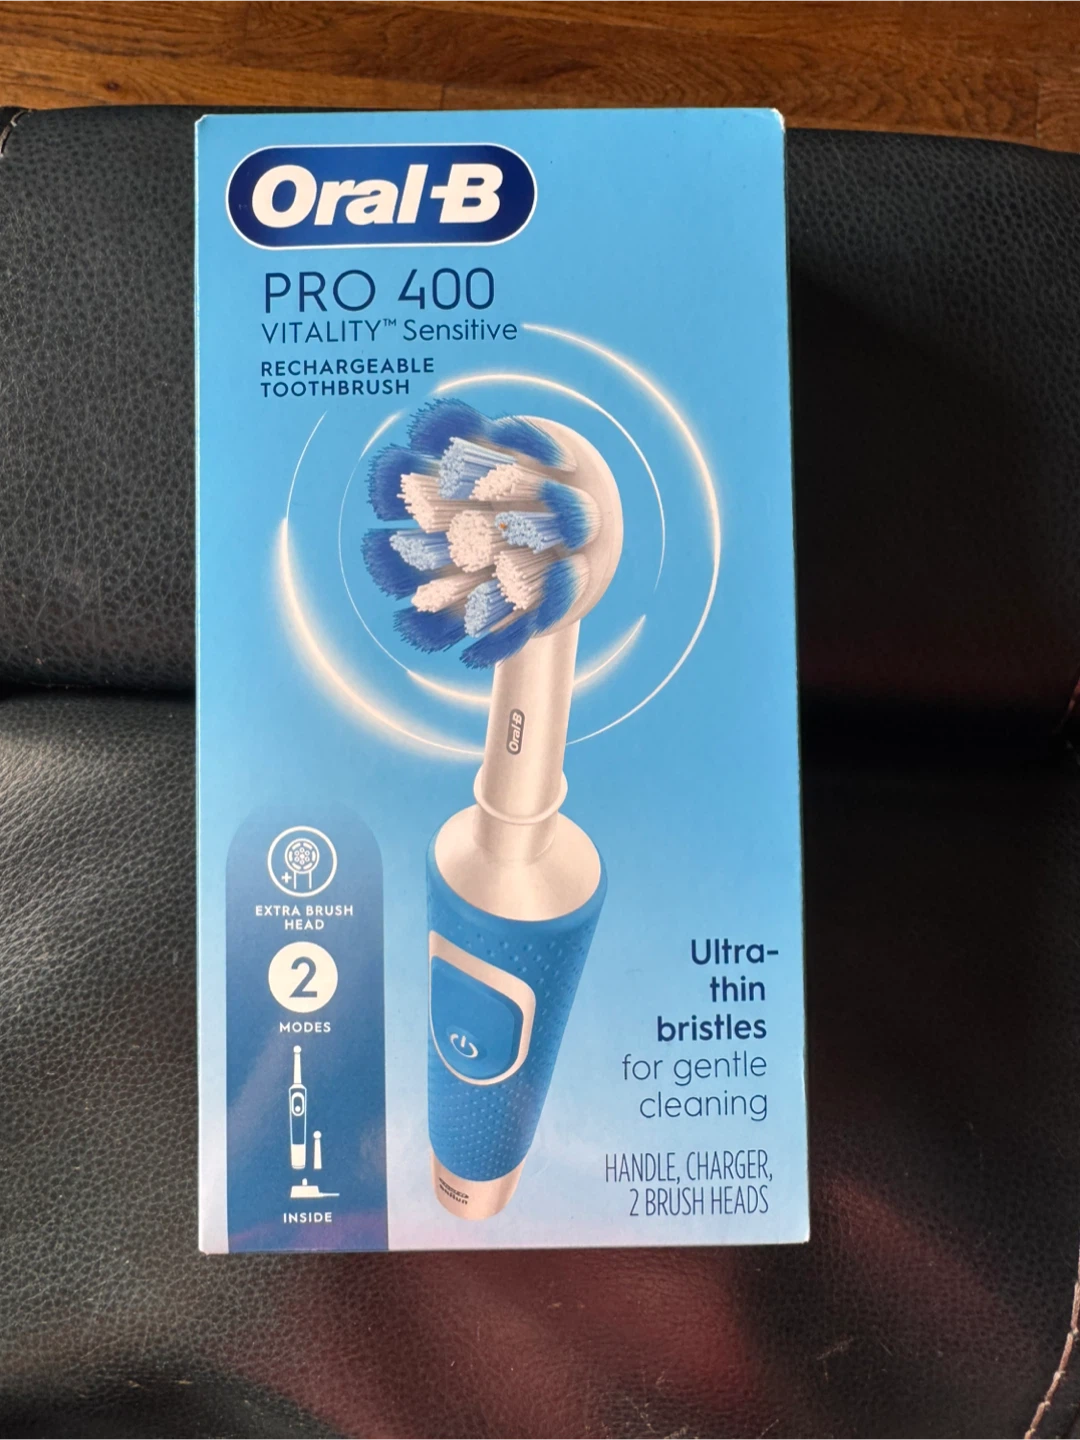 Oral-B
PRO 400
VITALITY™ Sensitive
RECHARGEABLE
TOOTHBRUSH
Oral-B
EXTRA BRUSH
HEAD
2
MODES
INSIDE
Ultra-
thin
bristles
for gentle
cleaning
HANDLE, CHARGER,
2 BRUSH HEADS